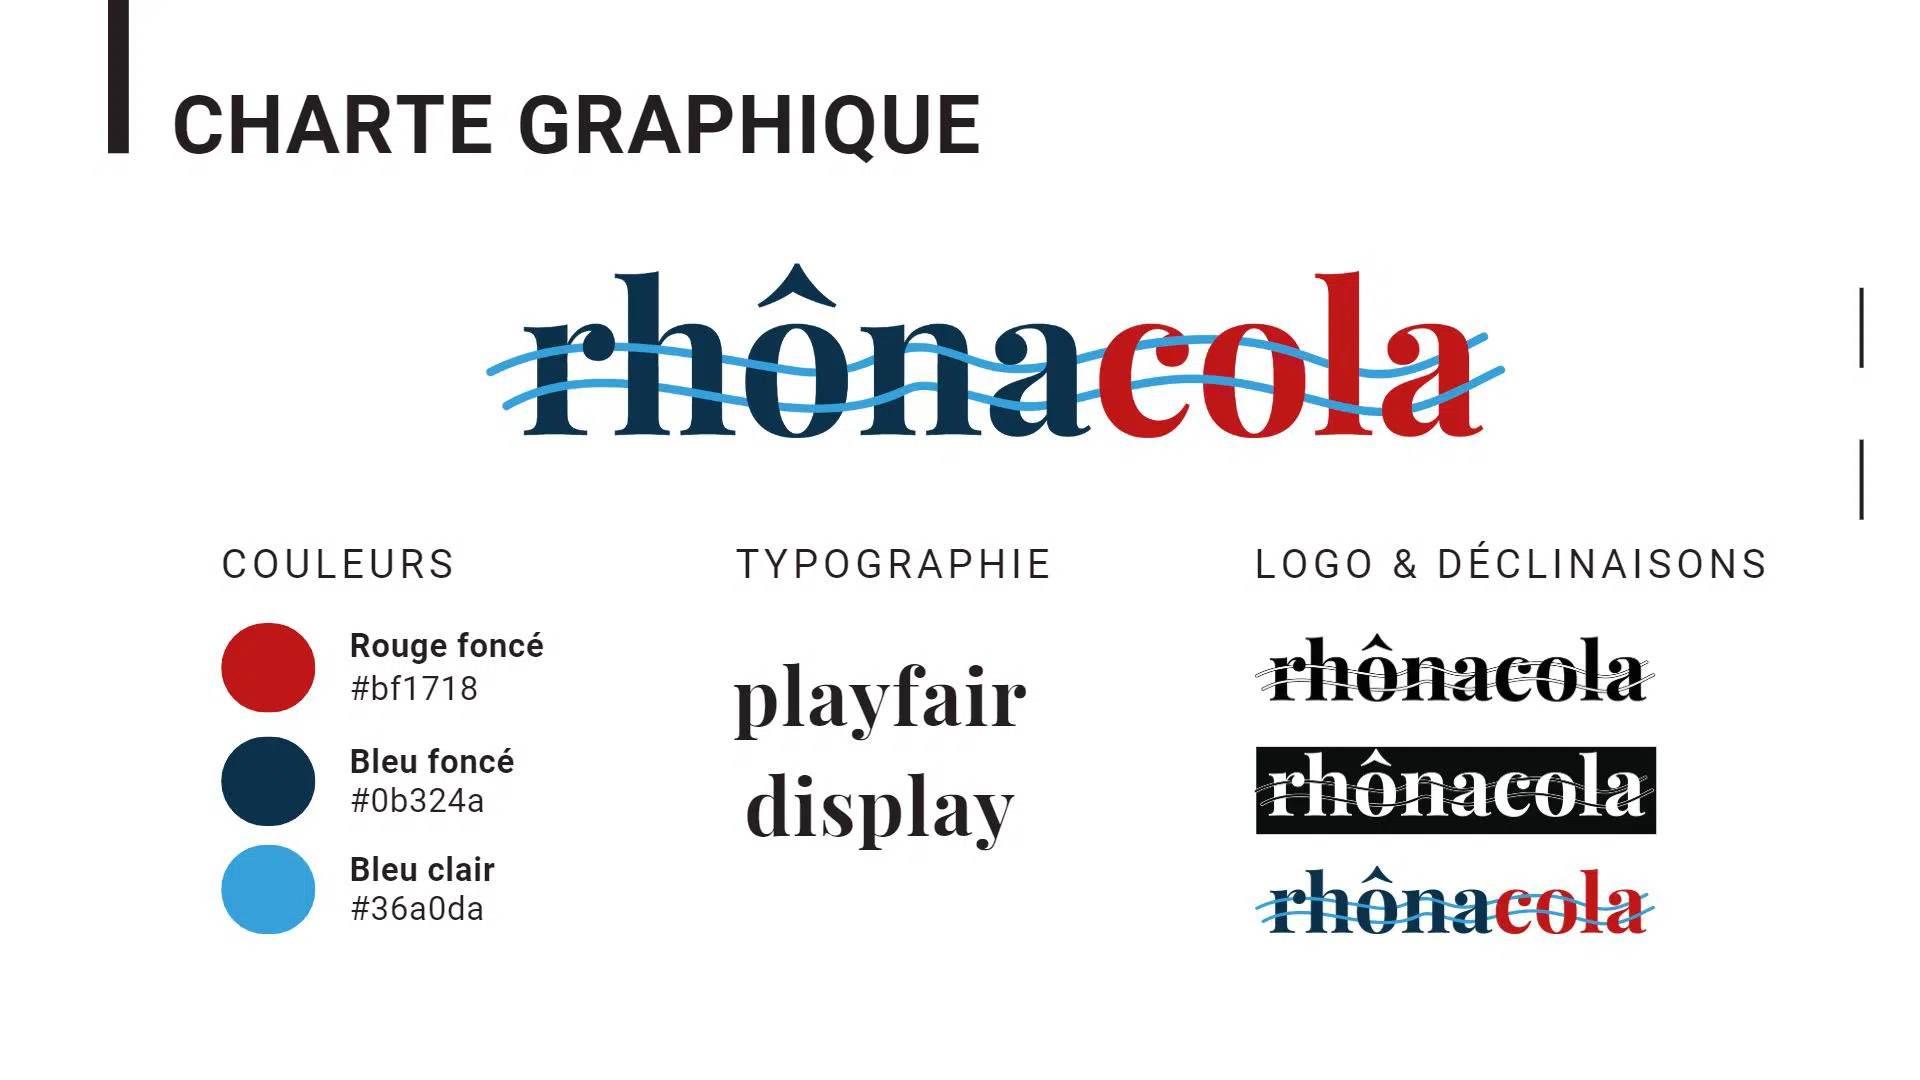 CHARTE GRAPHIQUE
rhônacola
COULEURS
Rouge foncé
#bf1718
Bleu foncé
#0b324a
Bleu clair
#36a0da
TYPOGRAPHIE
playfair
display
LOGO & DÉCLINAISONS
rhônacola
rhônacola
rhônacola